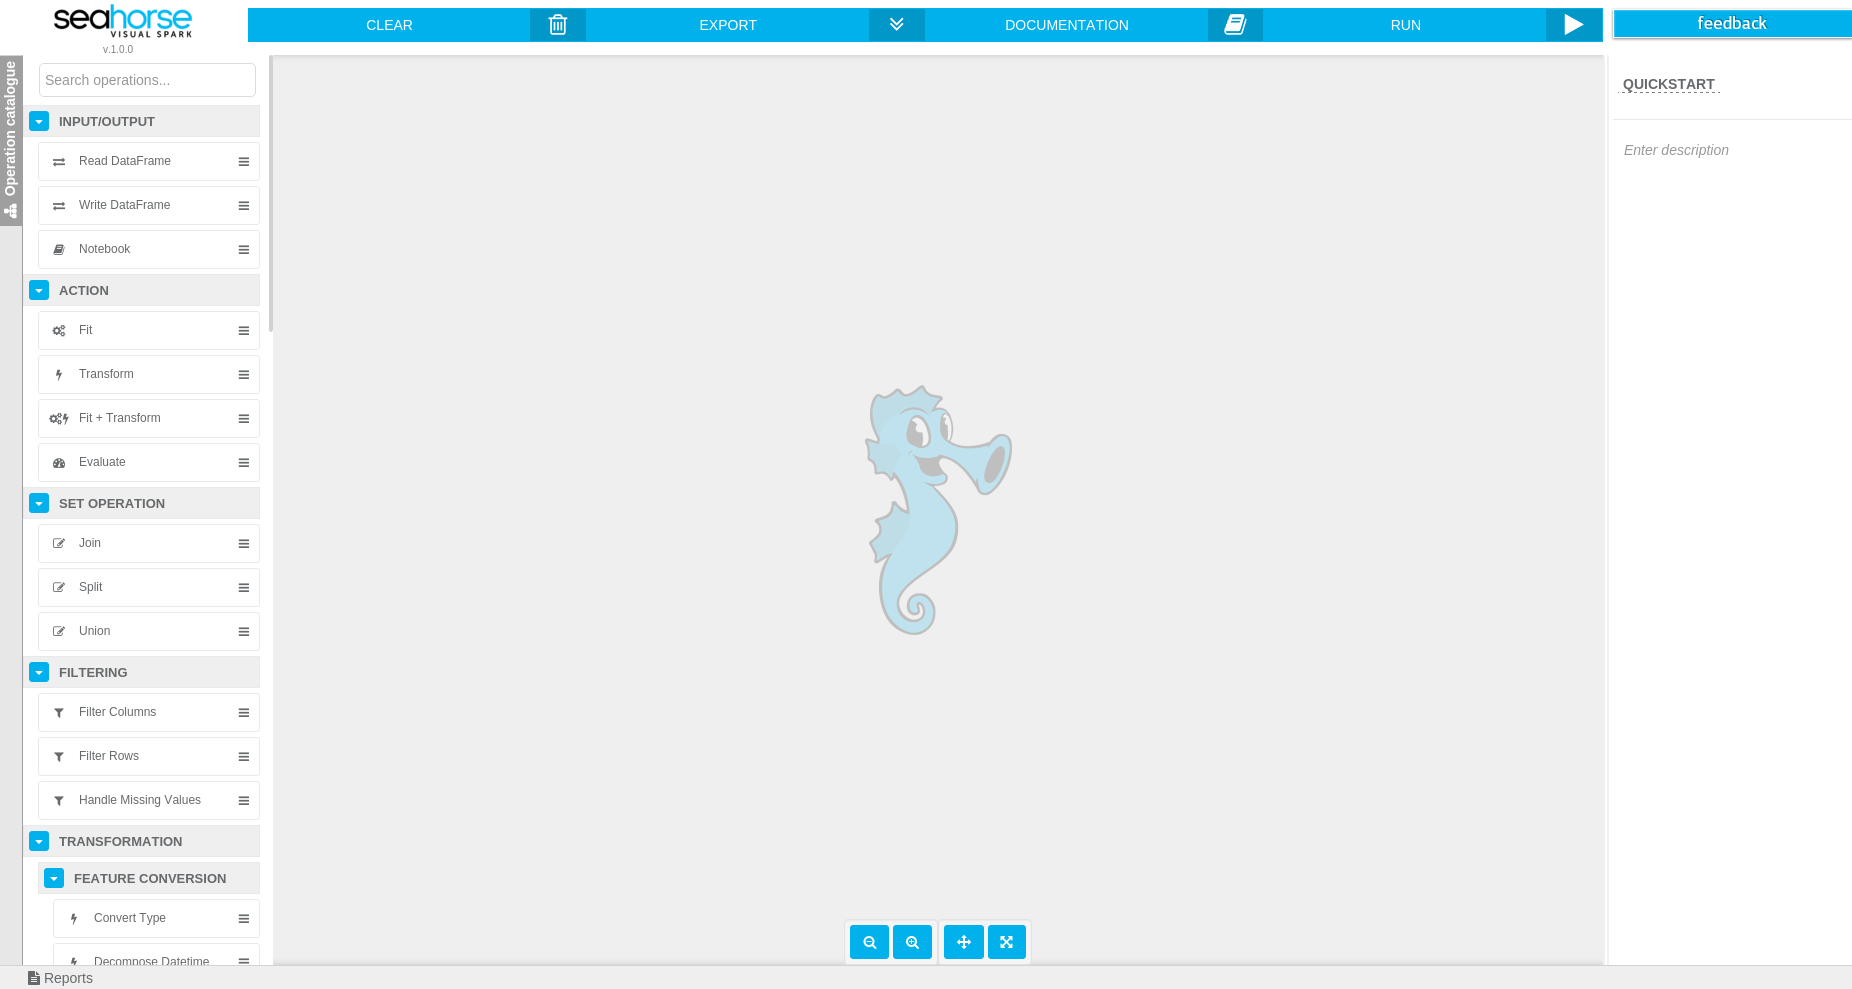 seahorse
VISUAL SPARK
v.1.0.0
CLEAR
EXPORT
DOCUMENTATION
RUN
feedback
Operation catalogue
Search operations...
INPUT/OUTPUT
Read DataFrame
Write DataFrame
Notebook
ACTION
Fit
Transform
Fit + Transform
Evaluate
SET OPERATION
Join
Split
Union
FILTERING
Filter Columns
Filter Rows
Handle Missing Values
TRANSFORMATION
FEATURE CONVERSION
Convert Type
Decompose Datetime
QUICKSTART
Enter description
Reports